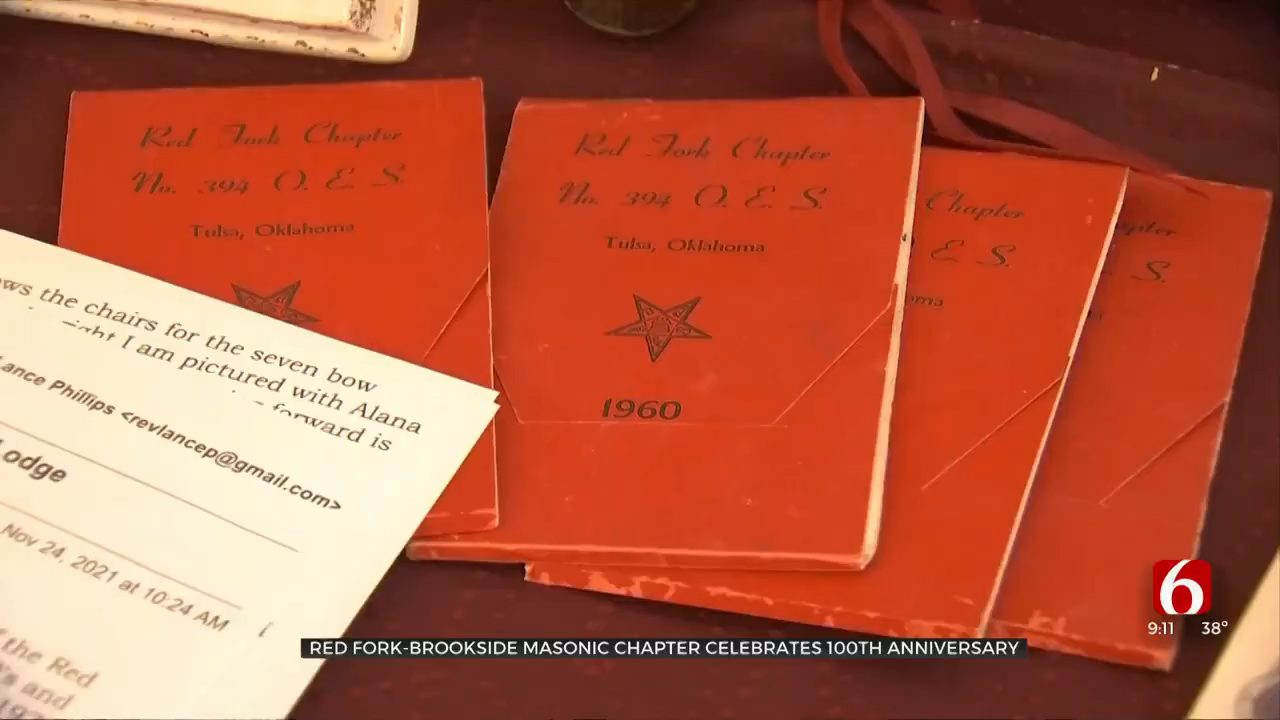 Red Fork Chapter
No. 394 O. E. S.
Tulsa, Oklahoma
Red Fork Chapter
No. 394 O. E. S.
Tulsa, Oklahoma
1960
Chapter
E. S.
oma
apter
S.
ws the chairs for the seven bow
ight I am pictured with Alana
forward is
ance Phillips <revlancep@gmail.com>
Lodge
Nov 24, 2021 at 10:24 AM
f the Red
s and
6
9:11 38°
RED FORK-BROOKSIDE MASONIC CHAPTER CELEBRATES 100TH ANNIVERSARY